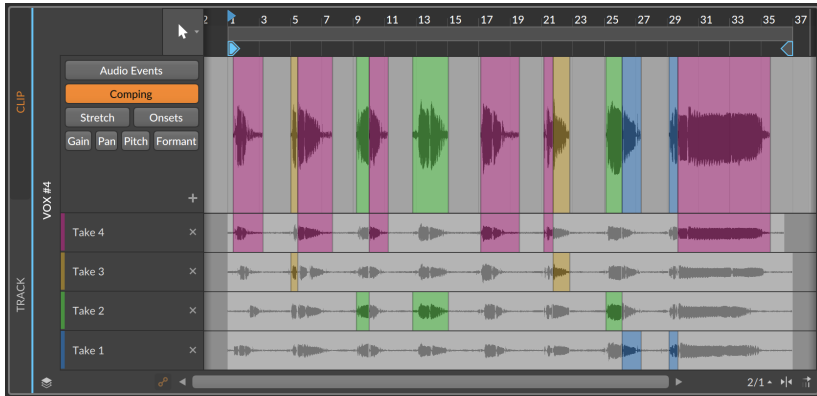 2 1 3 5 7 9 11 13 15 17 19 21 23 25 27 29 31 33 35 37
CLIP
TRACK
VOX #4
Audio Events
Comping
Stretch Onsets
Gain Pan Pitch Formant
+
Take 4 ×
Take 3 ×
Take 2 ×
Take 1 ×
2/1